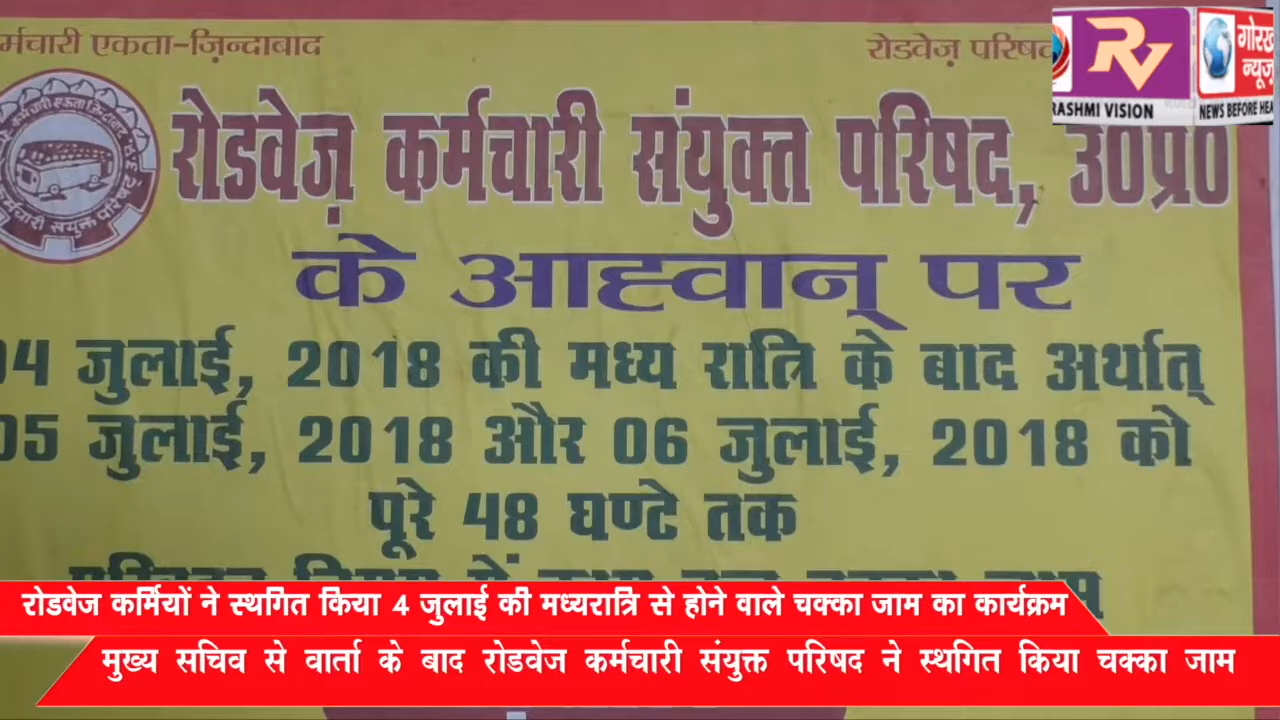 कर्मचारी एकता-ज़िन्दाबाद
रोडवेज़ परिषद
RV
RASHMI VISION
गोरख
न्यूज़
NEWS BEFORE HEA
रोडवेज़ कर्मचारी संयुक्त परिषद, उ0प्र0
के आह्वान् पर
04 जुलाई, 2018 की मध्य रात्रि के बाद अर्थात्
05 जुलाई, 2018 और 06 जुलाई, 2018 को
पूरे 48 घण्टे तक
रोडवेज कर्मियों ने स्थगित किया 4 जुलाई की मध्यरात्रि से होने वाले चक्का जाम का कार्यक्रम
मुख्य सचिव से वार्ता के बाद रोडवेज कर्मचारी संयुक्त परिषद ने स्थगित किया चक्का जाम